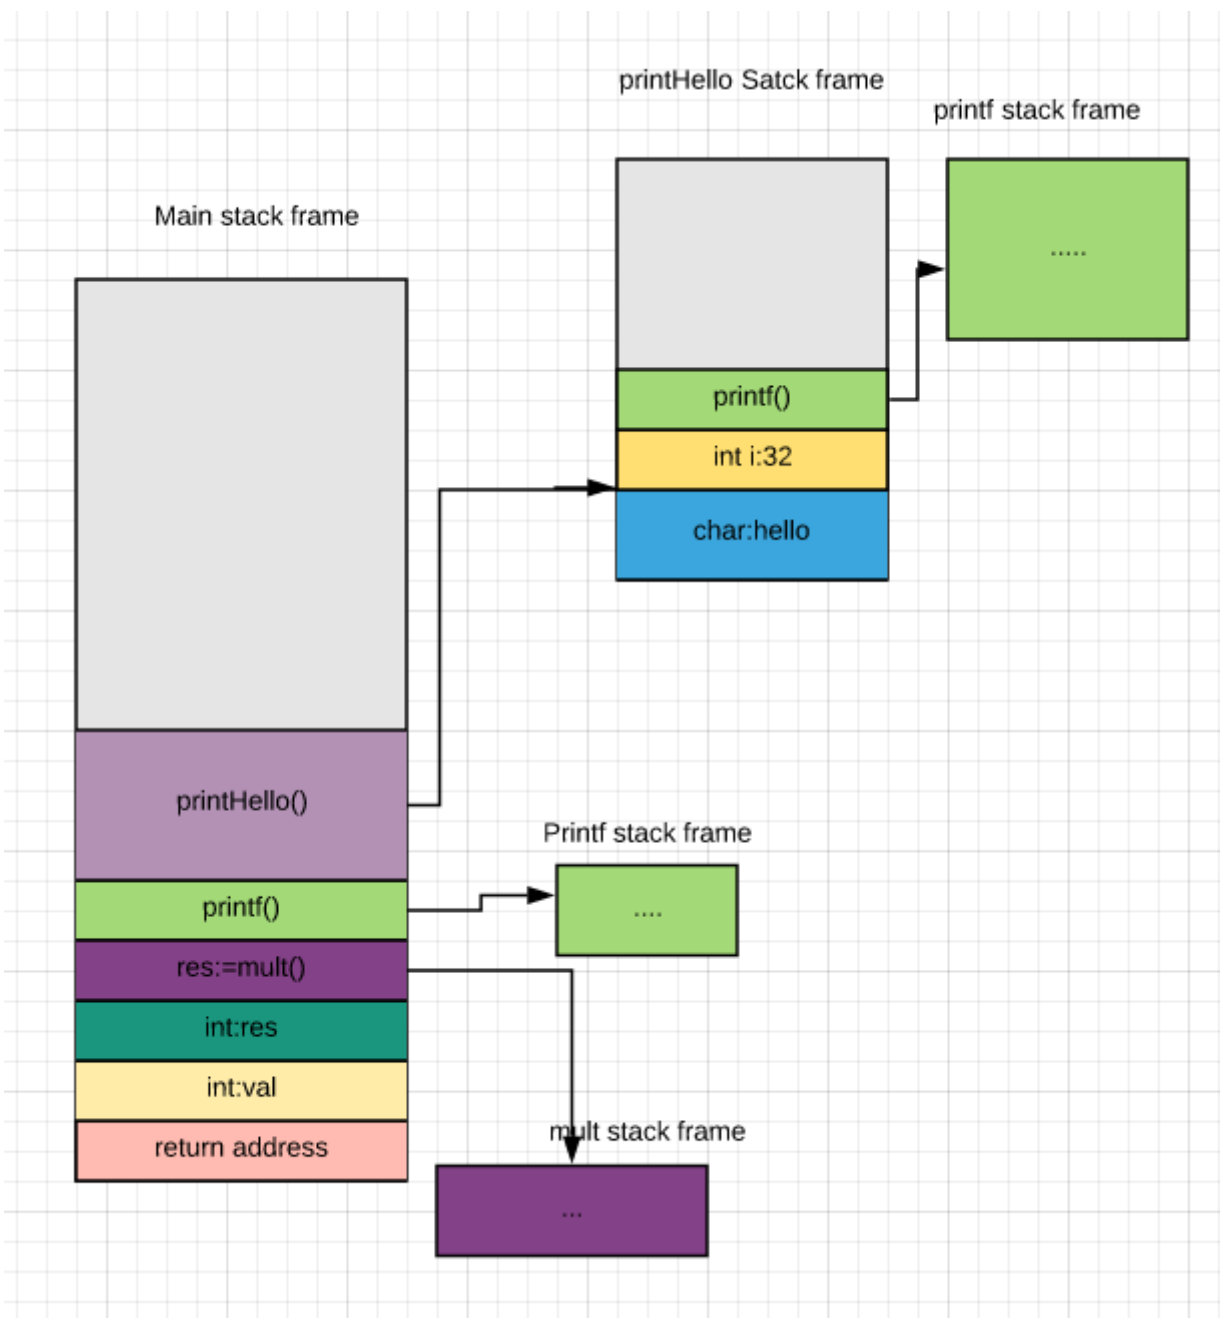 printHello Satck frame
printf stack frame
Main stack frame
.....
printf()
int i:32
char:hello
printHello()
Printf stack frame
printf()
....
res:=mult()
int:res
int:val
mult stack frame
return address
...